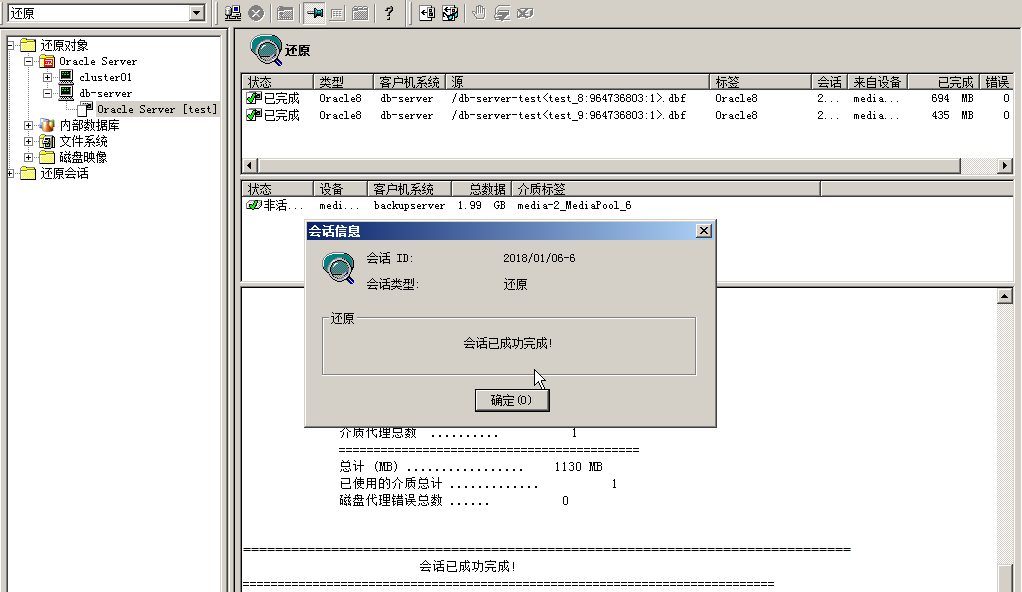 还原
?
还原对象
Oracle Server
cluster01
db-server
Oracle Server [test]
内部数据库
文件系统
磁盘映像
还原会话
还原
状态 类型 客户机系统 源 标签 会话 来自设备 已完成 错误
已完成 Oracle8 db-server /db-server-test<test_8:964736803:1>.dbf Oracle8 2... media... 694 MB 0
已完成 Oracle8 db-server /db-server-test<test_9:964736803:1>.dbf Oracle8 2... media... 435 MB 0
状态 设备 客户机系统 总数据 介质标签
非活... medi... backupserver 1.99 GB media-2_MediaPool_6
会话信息
会话 ID: 2018/01/06-6
会话类型: 还原
还原
会话已成功完成!
确定(O)
介质代理总数 .......... 1
========================================
总计 (MB) ................. 1130 MB
已使用的介质总计 ............. 1
磁盘代理错误总数 ...... 0
================================================================================
会话已成功完成!
================================================================================